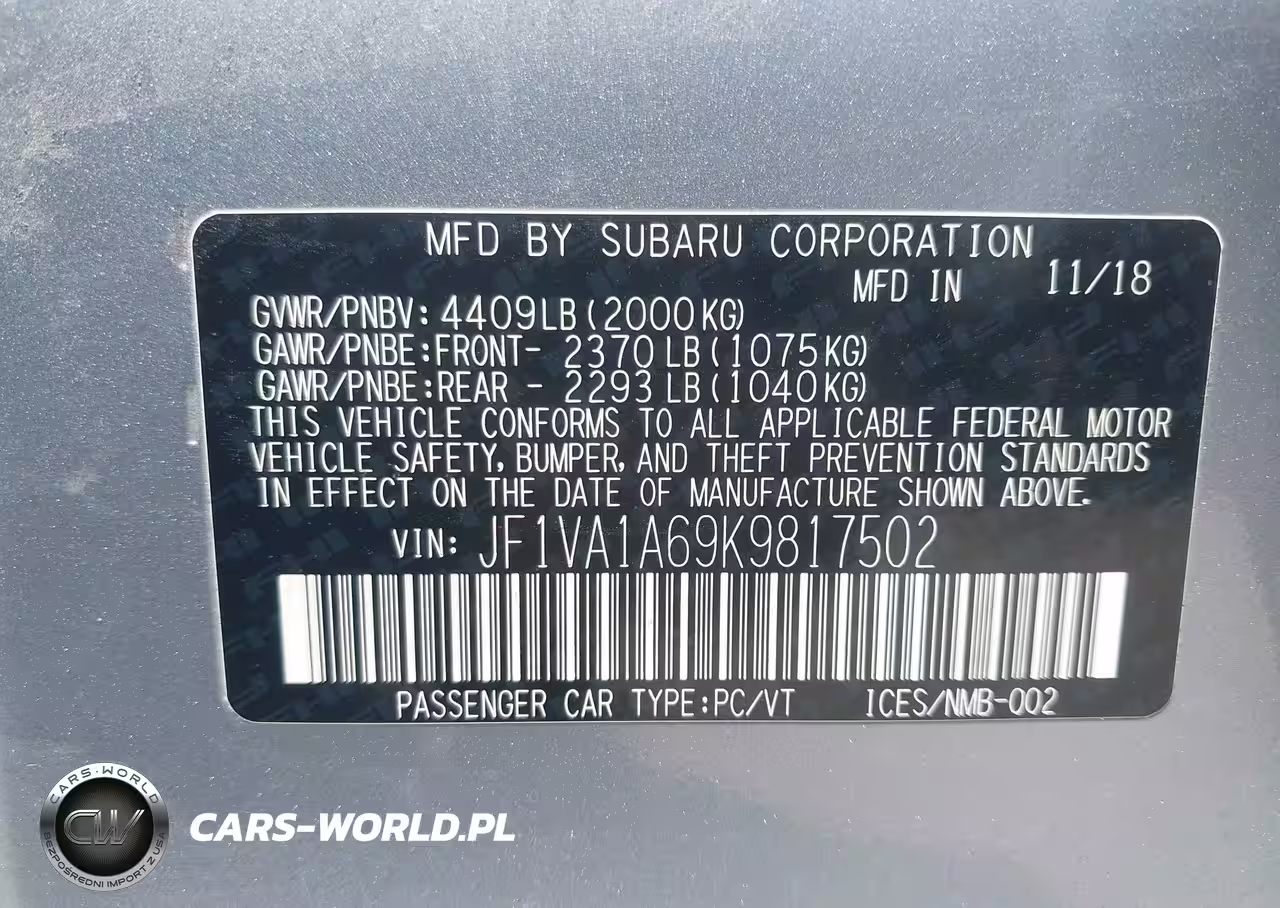 MFD BY SUBARU CORPORATION
MFD IN 11/18
GVWR/PNBV: 4409LB(2000KG)
GAWR/PNBE:FRONT- 2370LB(1075KG)
GAWR/PNBE:REAR - 2293LB(1040KG)
THIS VEHICLE CONFORMS TO ALL APPLICABLE FEDERAL MOTOR
VEHICLE SAFETY, BUMPER, AND THEFT PREVENTION STANDARDS
IN EFFECT ON THE DATE OF MANUFACTURE SHOWN ABOVE.
VIN: JF1VA1A69K9817502
PASSENGER CAR TYPE:PC/VT ICES/NMB-002
CARS-WORLD
CW
BEZPOŚREDNI IMPORT Z USA
CARS-WORLD.PL